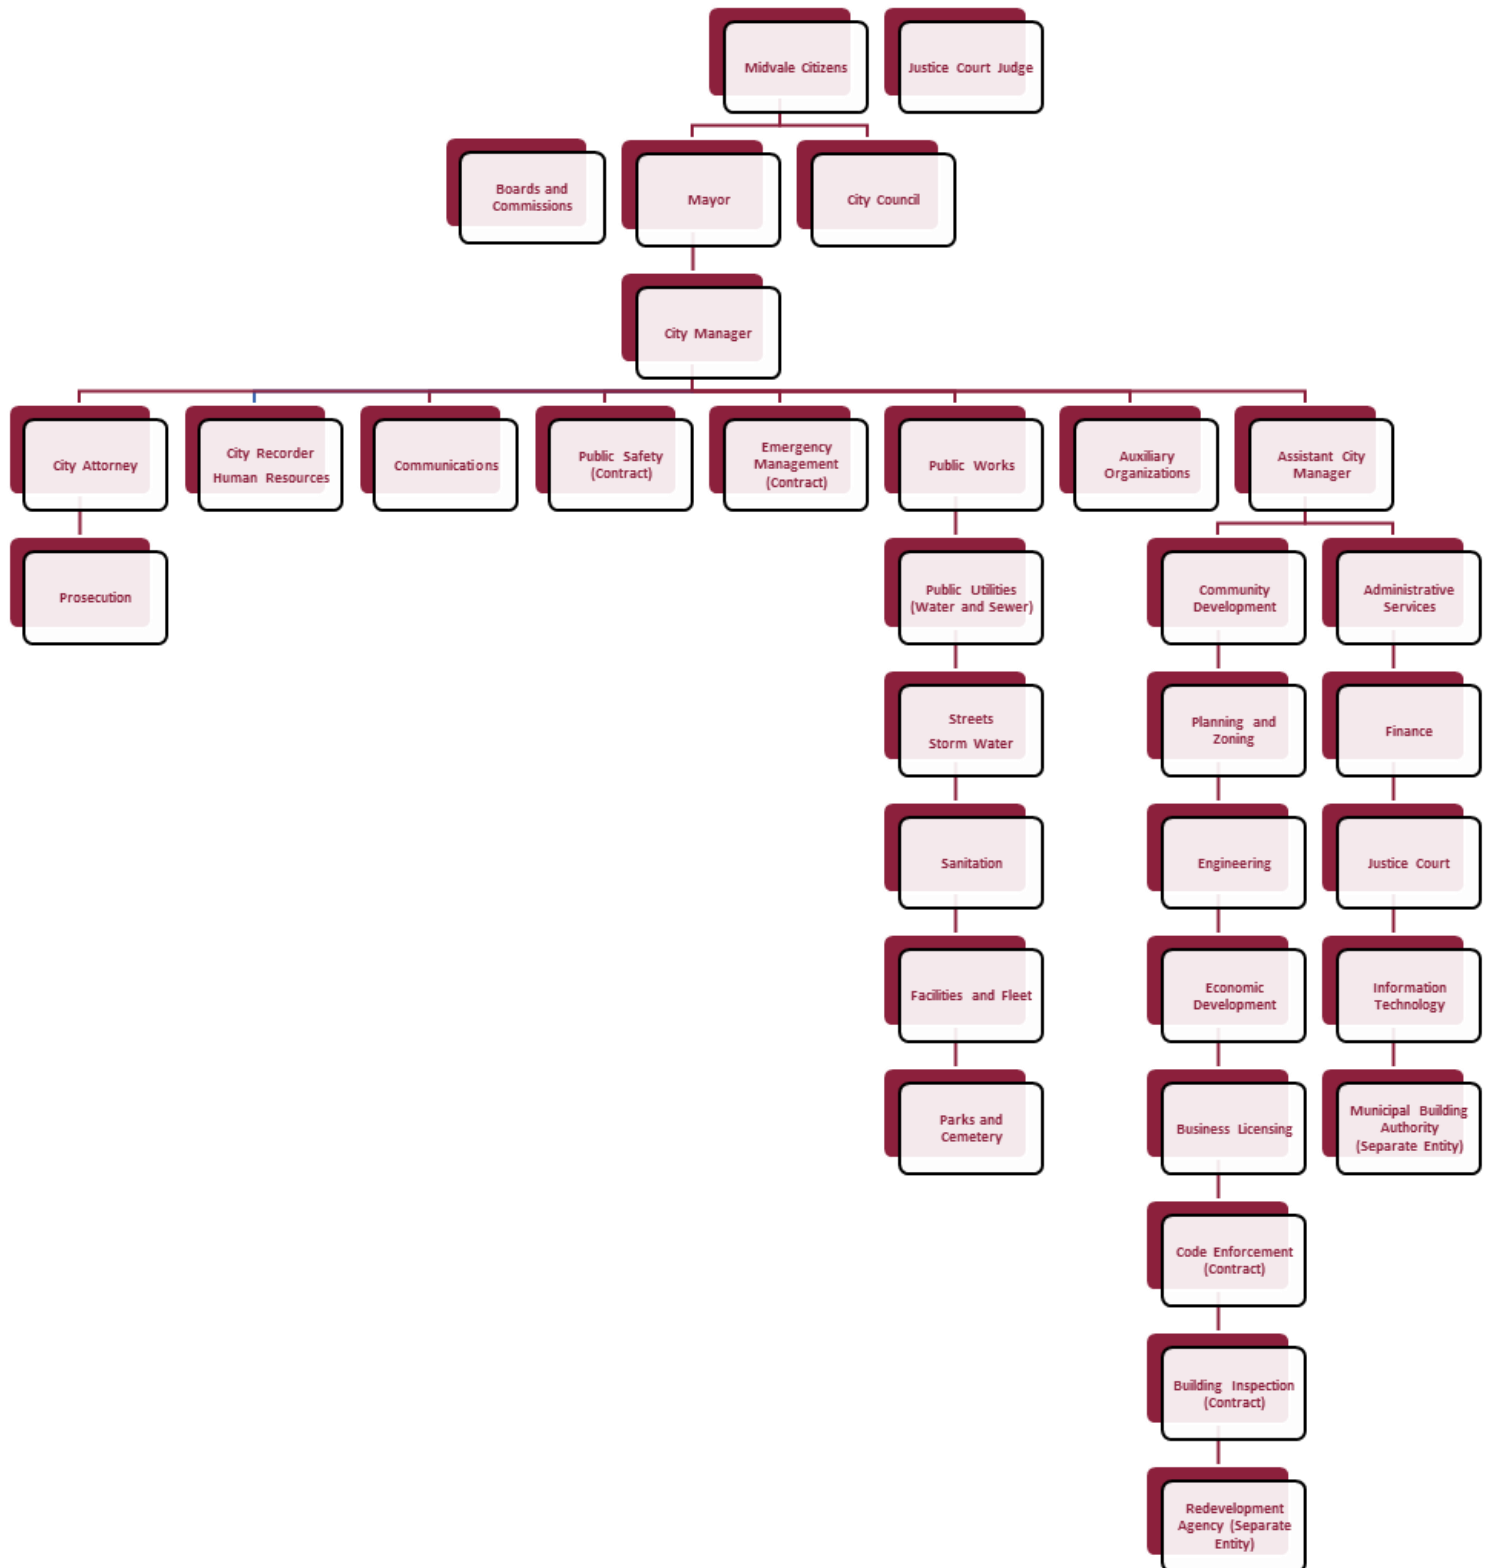 Midvale Citizens
Justice Court Judge
Boards and
Commissions
Mayor
City Council
City Manager
City Attorney
City Recorder
Human Resources
Communications
Public Safety
(Contract)
Emergency
Management
(Contract)
Public Works
Auxiliary
Organizations
Assistant City
Manager
Prosecution
Public Utilities
(Water and Sewer)
Community
Development
Administrative
Services
Streets
Storm Water
Planning and
Zoning
Finance
Sanitation
Engineering
Justice Court
Facilities and Fleet
Economic
Development
Information
Technology
Parks and
Cemetery
Business Licensing
Municipal Building
Authority
(Separate Entity)
Code Enforcement
(Contract)
Building Inspection
(Contract)
Redevelopment
Agency (Separate
Entity)